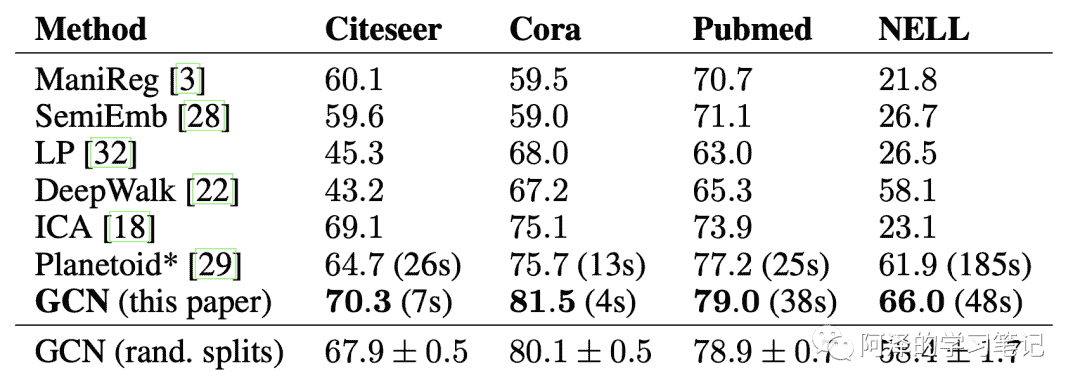 Method Citeseer Cora Pubmed NELL
ManiReg [3] 60.1 59.5 70.7 21.8
SemiEmb [28] 59.6 59.0 71.1 26.7
LP [32] 45.3 68.0 63.0 26.5
DeepWalk [22] 43.2 67.2 65.3 58.1
ICA [18] 69.1 75.1 73.9 23.1
Planetoid* [29] 64.7 (26s) 75.7 (13s) 77.2 (25s) 61.9 (185s)
GCN (this paper) 70.3 (7s) 81.5 (4s) 79.0 (38s) 66.0 (48s)
GCN (rand. splits) 67.9 ± 0.5 80.1 ± 0.5 78.9 ± 0.7 58.4 ± 1.7
阿泽的学习笔记